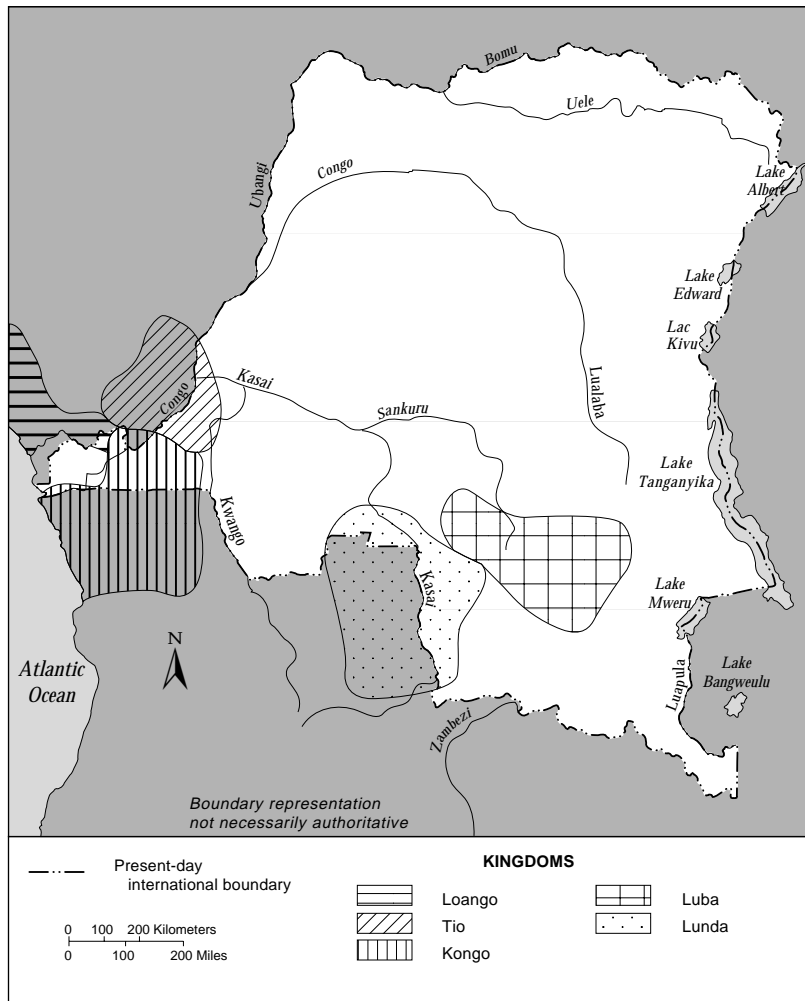 Bomu
Uele
Ubangi
Congo
Lake
Albert
Lake
Edward
Lac
Kivu
Congo
Kasai
Sankuru
Lualaba
Lake
Tanganyika
Kwango
Kasai
Lake
Mweru
N
Atlantic
Ocean
Zambezi
Luapula
Lake
Bangweulu
Boundary representation
not necessarily authoritative
Present-day
international boundary
0 100 200 Kilometers
0 100 200 Miles
KINGDOMS
Loango
Tio
Kongo
Luba
Lunda